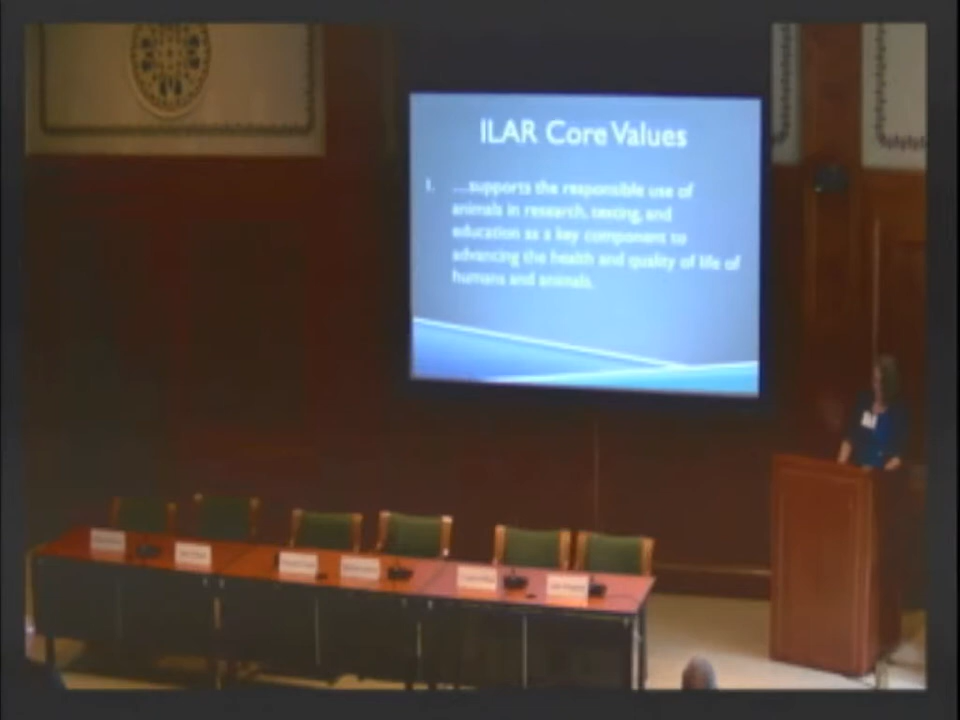 ILAR Core Values
1. ....supports the responsible use of
animals in research, testing, and
education as a key component to
advancing the health and quality of life of
humans and animals.